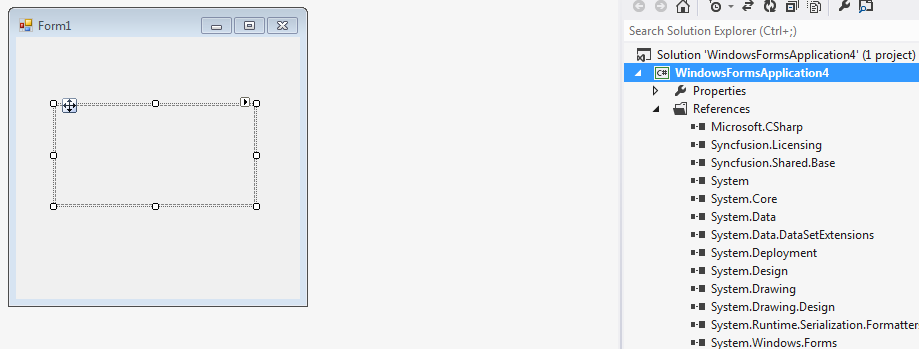 Form1
Search Solution Explorer (Ctrl+;)
Solution 'WindowsFormsApplication4' (1 project)
C# WindowsFormsApplication4
Properties
References
Microsoft.CSharp
Syncfusion.Licensing
Syncfusion.Shared.Base
System
System.Core
System.Data
System.Data.DataSetExtensions
System.Deployment
System.Design
System.Drawing
System.Drawing.Design
System.Runtime.Serialization.Formatters
System.Windows.Forms